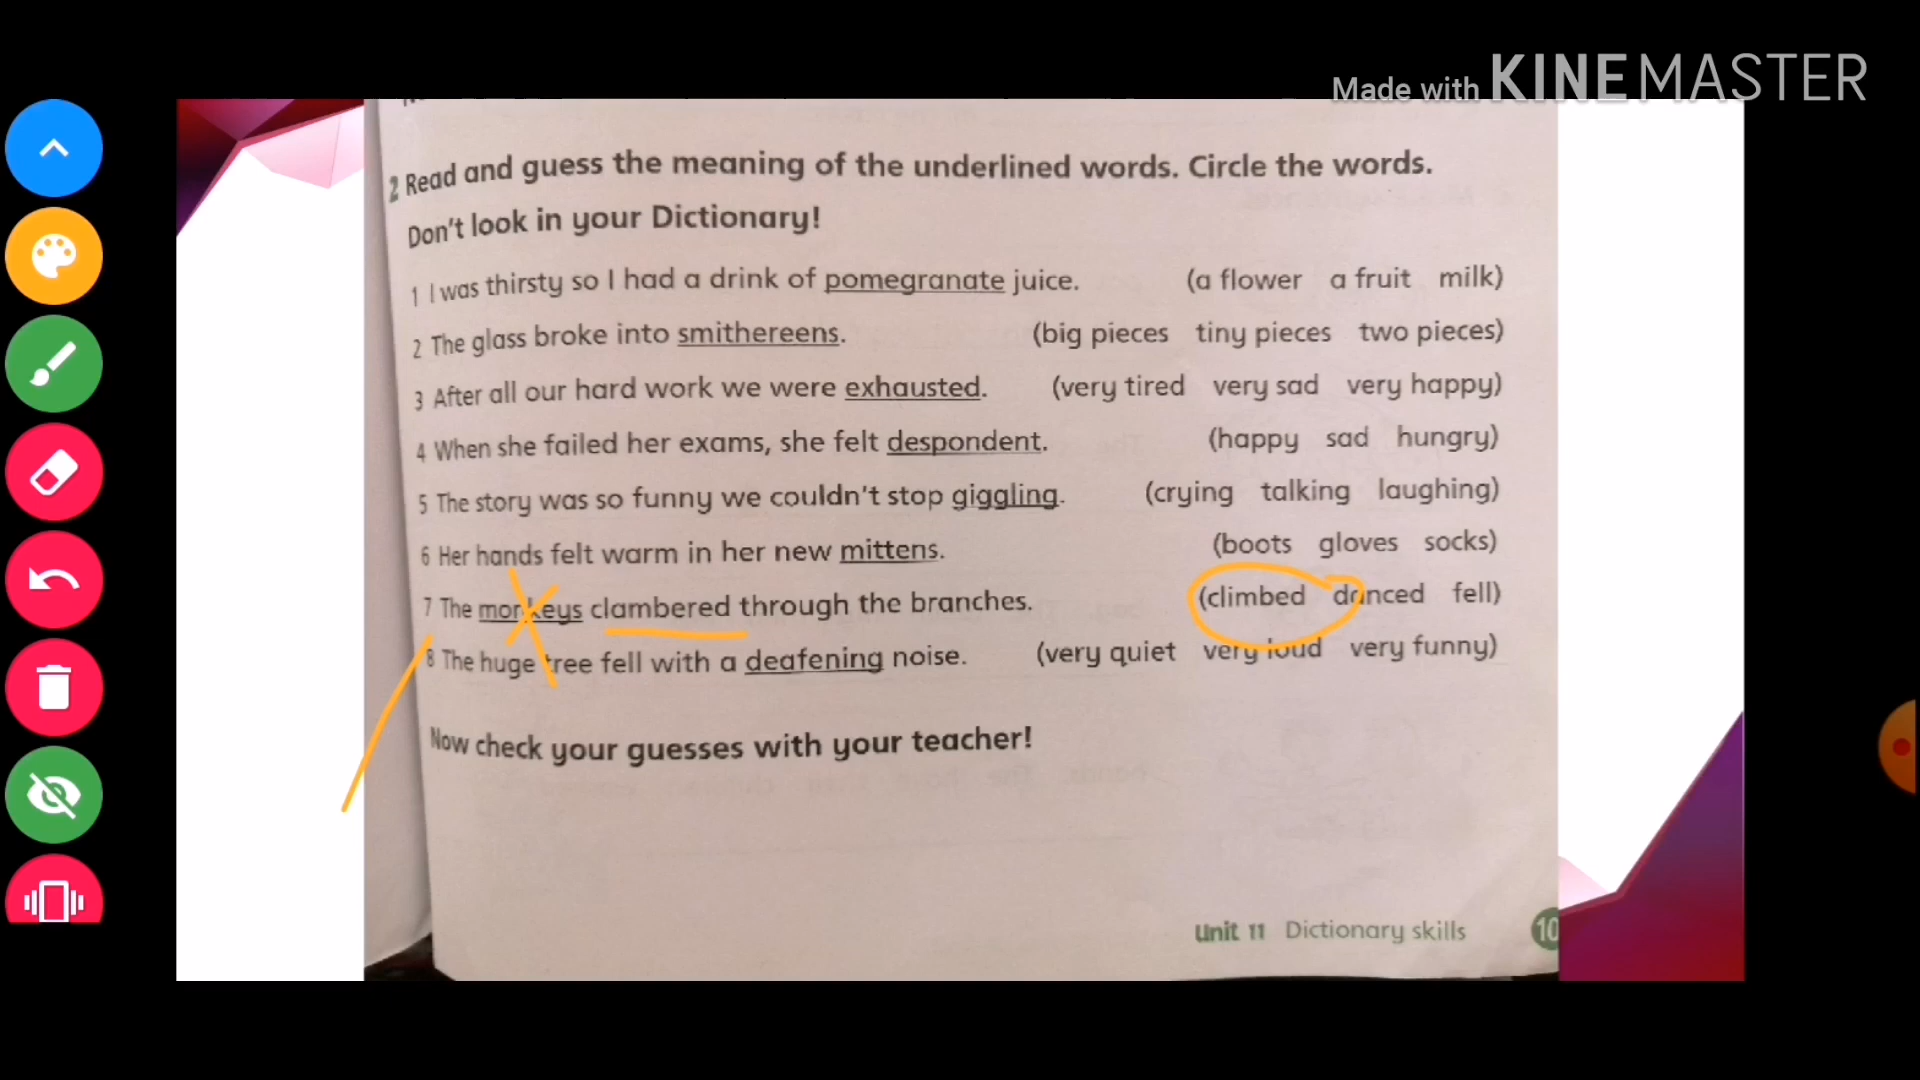 Made with KINEMASTER
2 Read and guess the meaning of the underlined words. Circle the words.
Don't look in your Dictionary!
1 I was thirsty so I had a drink of pomegranate juice. (a flower a fruit milk)
2 The glass broke into smithereens. (big pieces tiny pieces two pieces)
3 After all our hard work we were exhausted. (very tired very sad very happy)
4 When she failed her exams, she felt despondent. (happy sad hungry)
5 The story was so funny we couldn't stop giggling. (crying talking laughing)
6 Her hands felt warm in her new mittens. (boots gloves socks)
7 The monkeys clambered through the branches. (climbed danced fell)
8 The huge tree fell with a deafening noise. (very quiet very loud very funny)
Now check your guesses with your teacher!
Unit 11 Dictionary skills